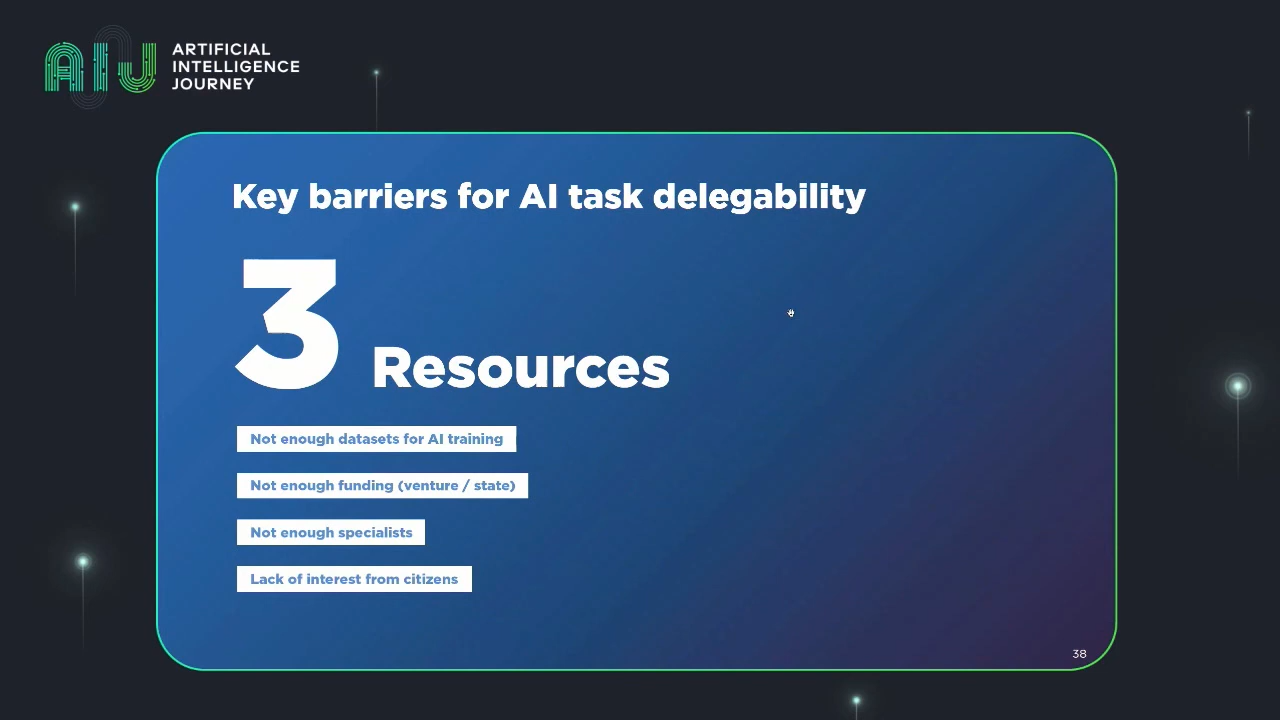 AIJ
ARTIFICIAL
INTELLIGENCE
JOURNEY
Key barriers for AI task delegability
3 Resources
Not enough datasets for AI training
Not enough funding (venture / state)
Not enough specialists
Lack of interest from citizens
38